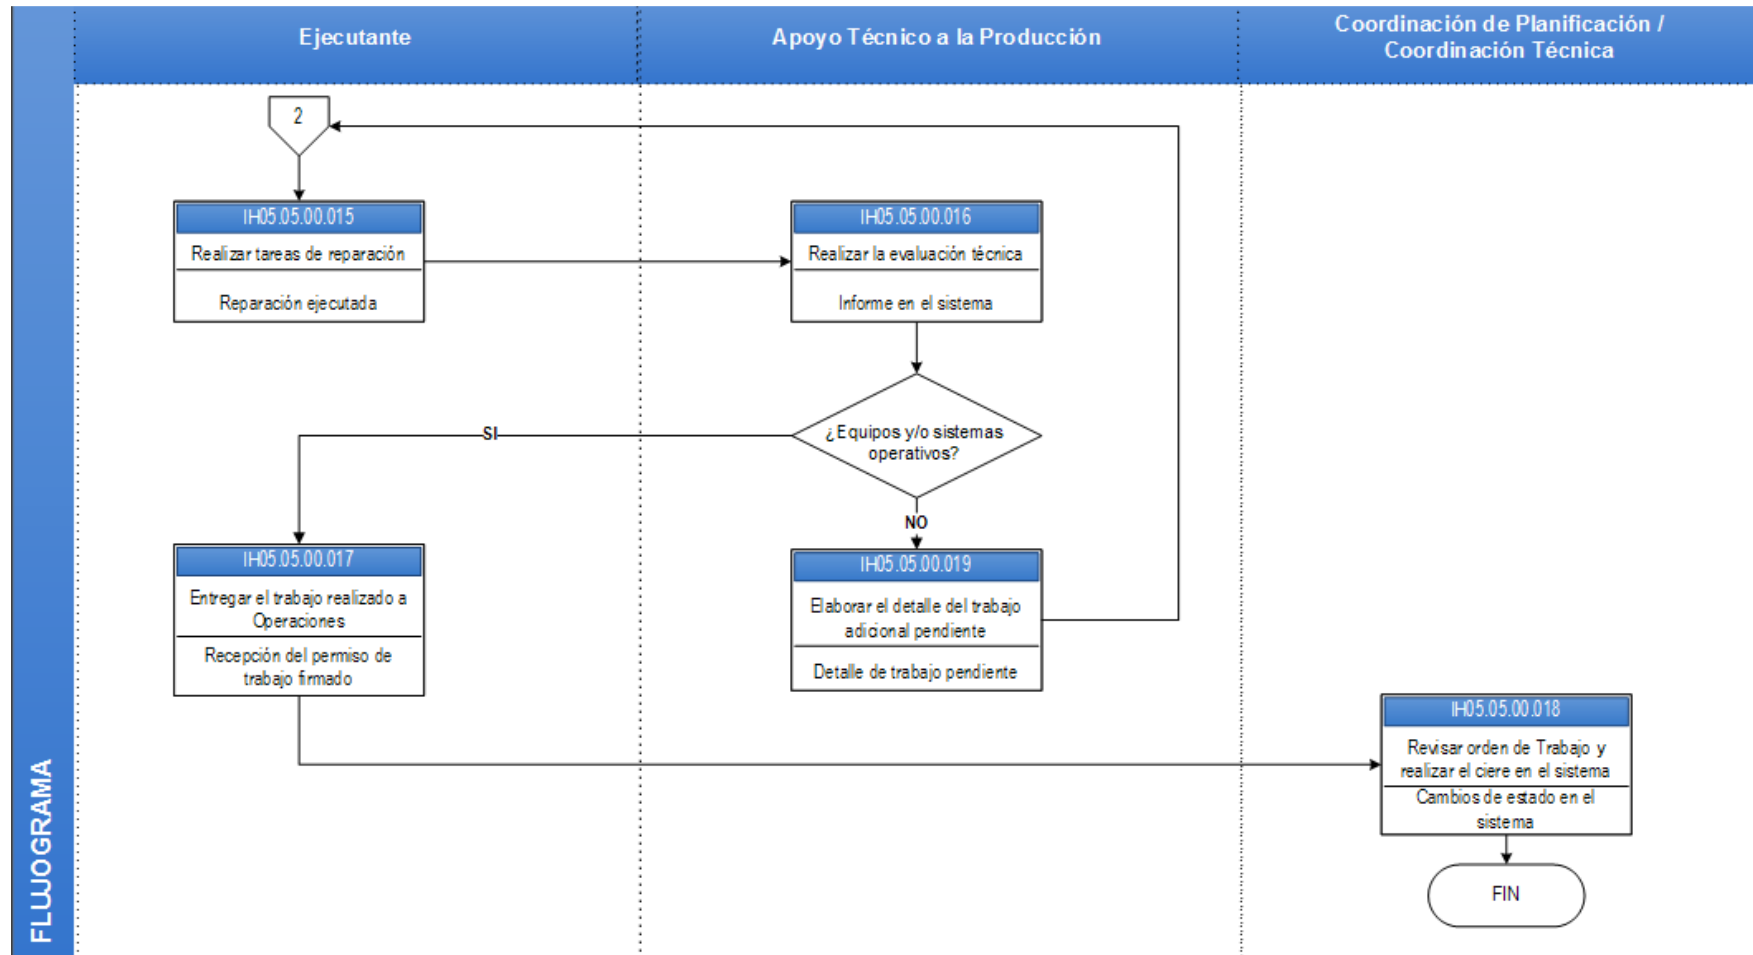 Ejecutante
Apoyo Técnico a la Producción
Coordinación de Planificación /
Coordinación Técnica
2
IH05.05.00.015
Realizar tareas de reparación
Reparación ejecutada
IH05.05.00.016
Realizar la evaluación técnica
Informe en el sistema
¿Equipos y/o sistemas
operativos?
SI
NO
IH05.05.00.017
Entregar el trabajo realizado a
Operaciones
Recepción del permiso de
trabajo firmado
IH05.05.00.019
Elaborar el detalle del trabajo
adicional pendiente
Detalle de trabajo pendiente
IH05.05.00.018
Revisar orden de Trabajo y
realizar el ciere en el sistema
Cambios de estado en el
sistema
FIN
FLUJOGRAMA